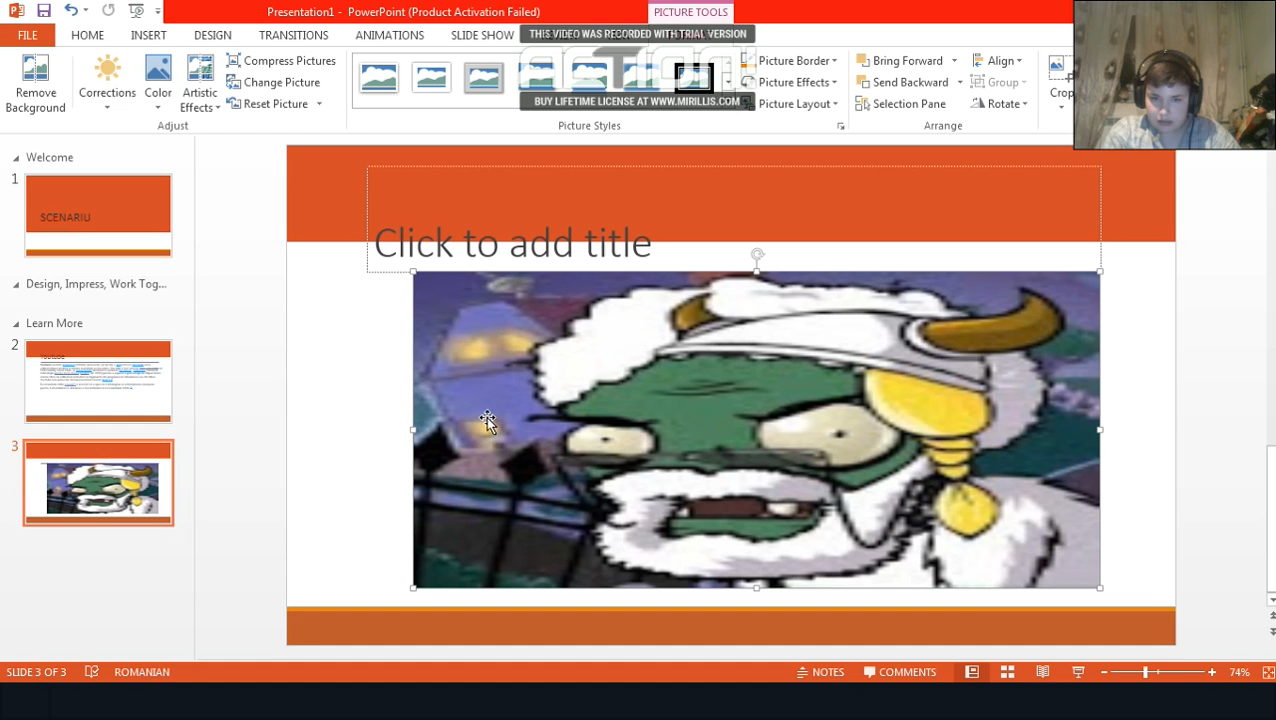 Presentation1 - PowerPoint (Product Activation Failed)
PICTURE TOOLS
FILE
HOME
INSERT
DESIGN
TRANSITIONS
ANIMATIONS
SLIDE SHOW
THIS VIDEO WAS RECORDED WITH TRIAL VERSION
BUY LIFETIME LICENSE AT WWW.MIRILLIS.COM
Remove Background
Corrections
Color
Artistic Effects
Compress Pictures
Change Picture
Reset Picture
Adjust
Picture Styles
Picture Border
Picture Effects
Picture Layout
Bring Forward
Send Backward
Selection Pane
Align
Group
Rotate
Arrange
Crop
Welcome
1
SCENARIU
Design, Impress, Work Tog...
Learn More
2
3
Click to add title
SLIDE 3 OF 3
ROMANIAN
NOTES
COMMENTS
74%